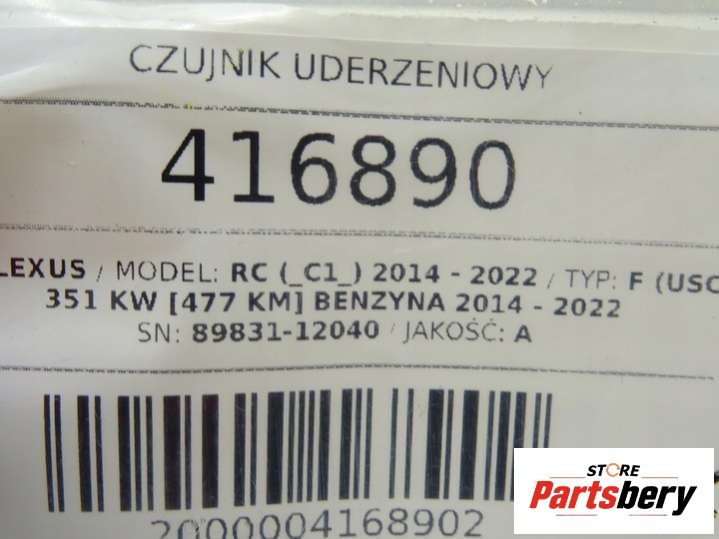 CZUJNIK UDERZENIOWY
416890
LEXUS / MODEL: RC (_C1_) 2014 - 2022 / TYP: F (USC
351 KW [477 KM] BENZYNA 2014 - 2022
SN: 89831-12040 / JAKOŚĆ: A
2000004168902
STORE
Partsbery